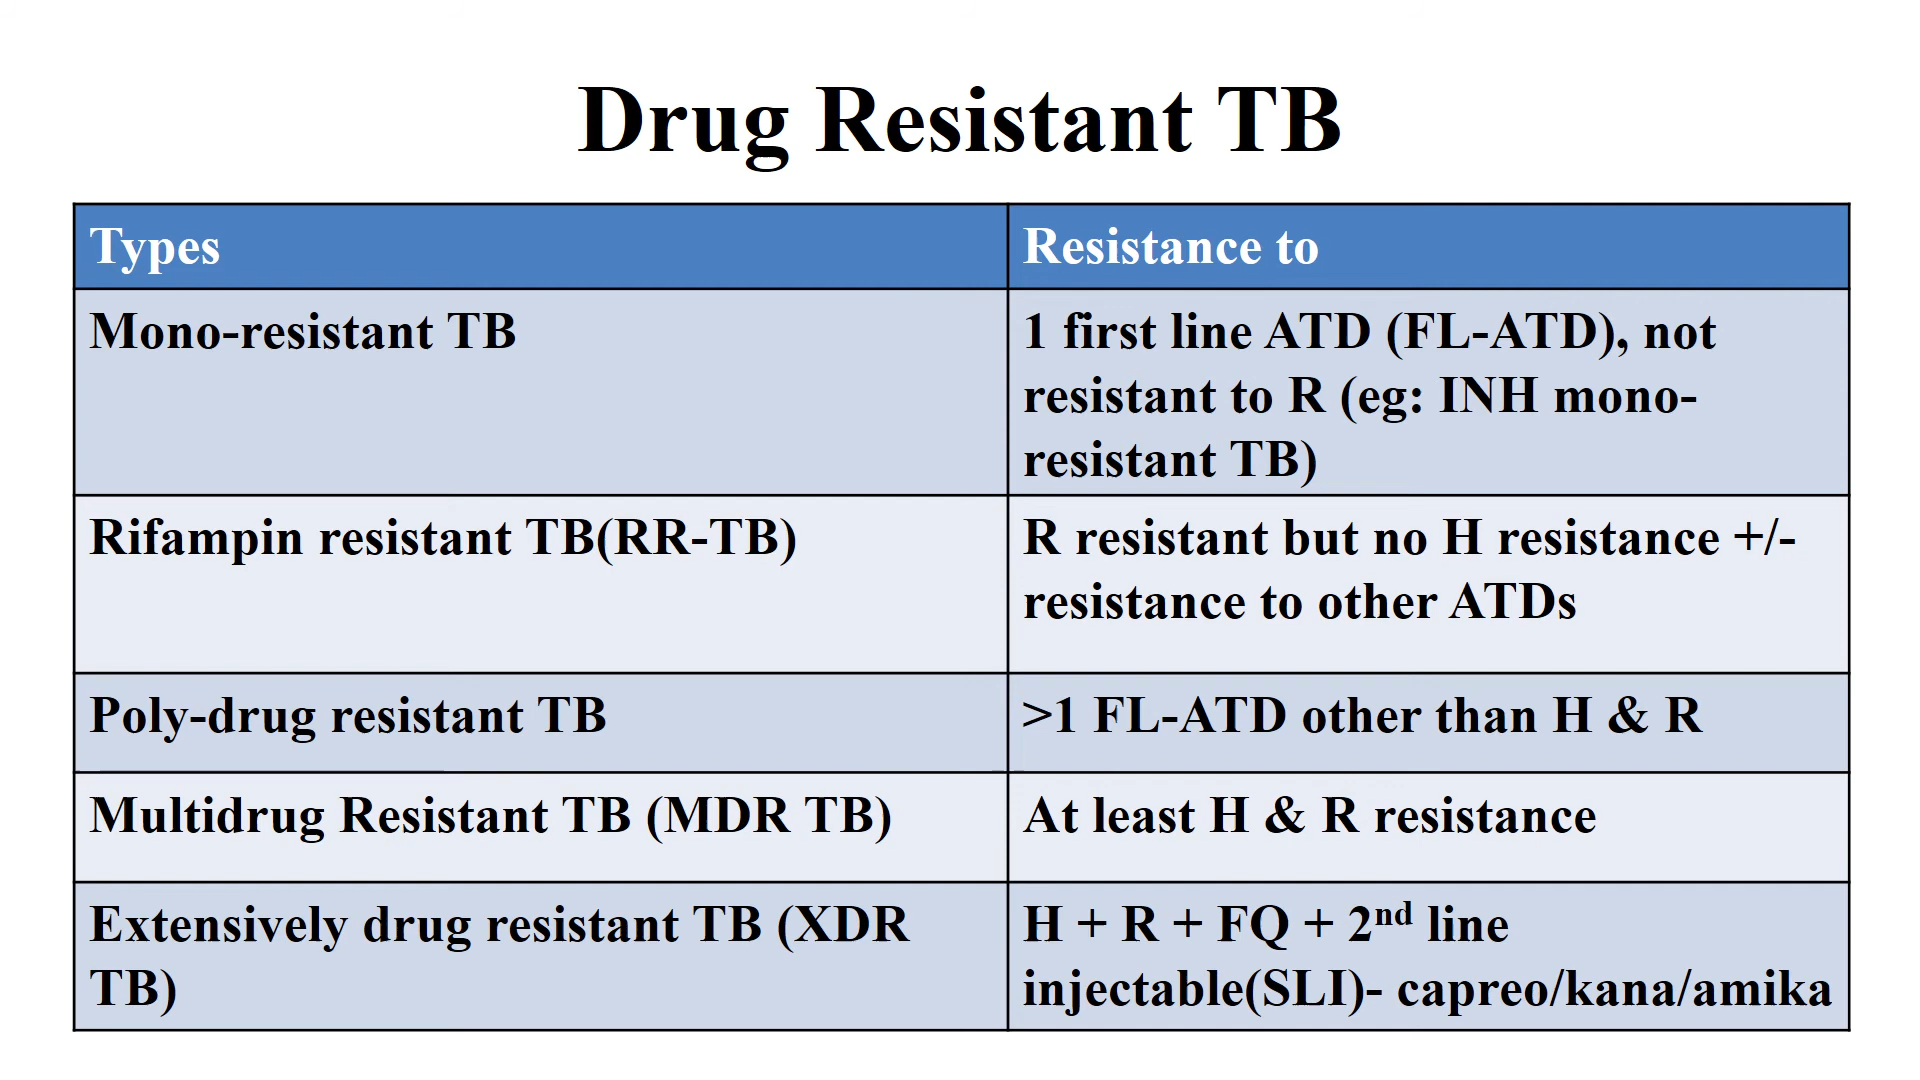 Drug Resistant TB
Types
Resistance to
Mono-resistant TB
1 first line ATD (FL-ATD), not
resistant to R (eg: INH mono-
resistant TB)
Rifampin resistant TB(RR-TB)
R resistant but no H resistance +/-
resistance to other ATDs
Poly-drug resistant TB
>1 FL-ATD other than H & R
Multidrug Resistant TB (MDR TB)
At least H & R resistance
Extensively drug resistant TB (XDR
TB)
H + R + FQ + 2nd line
injectable(SLI)- capreo/kana/amika